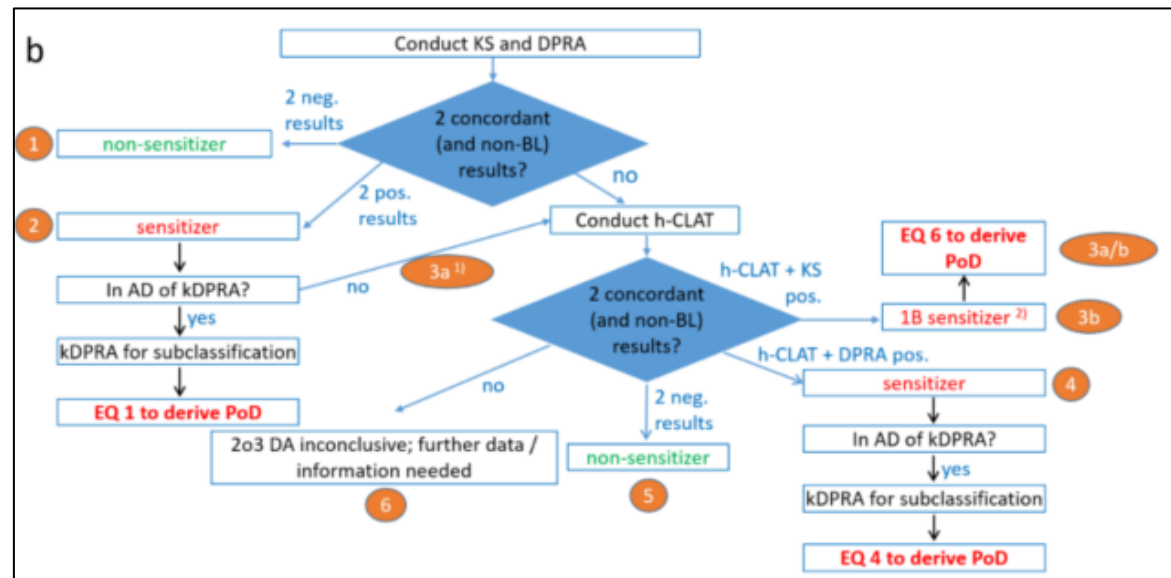 b
Conduct KS and DPRA
2 neg.
results
2 concordant
(and non-BL)
results?
1
non-sensitizer
2 pos.
results
no
2
sensitizer
Conduct h-CLAT
EQ 6 to derive
PoD
3a/b
3a 1)
no
In AD of kDPRA?
h-CLAT + KS
pos.
2 concordant
(and non-BL)
results?
1B sensitizer 2)
3b
yes
kDPRA for subclassification
h-CLAT + DPRA pos.
no
sensitizer
4
EQ 1 to derive PoD
2 neg.
results
2o3 DA inconclusive; further data /
information needed
non-sensitizer
In AD of kDPRA?
yes
6
5
kDPRA for subclassification
EQ 4 to derive PoD